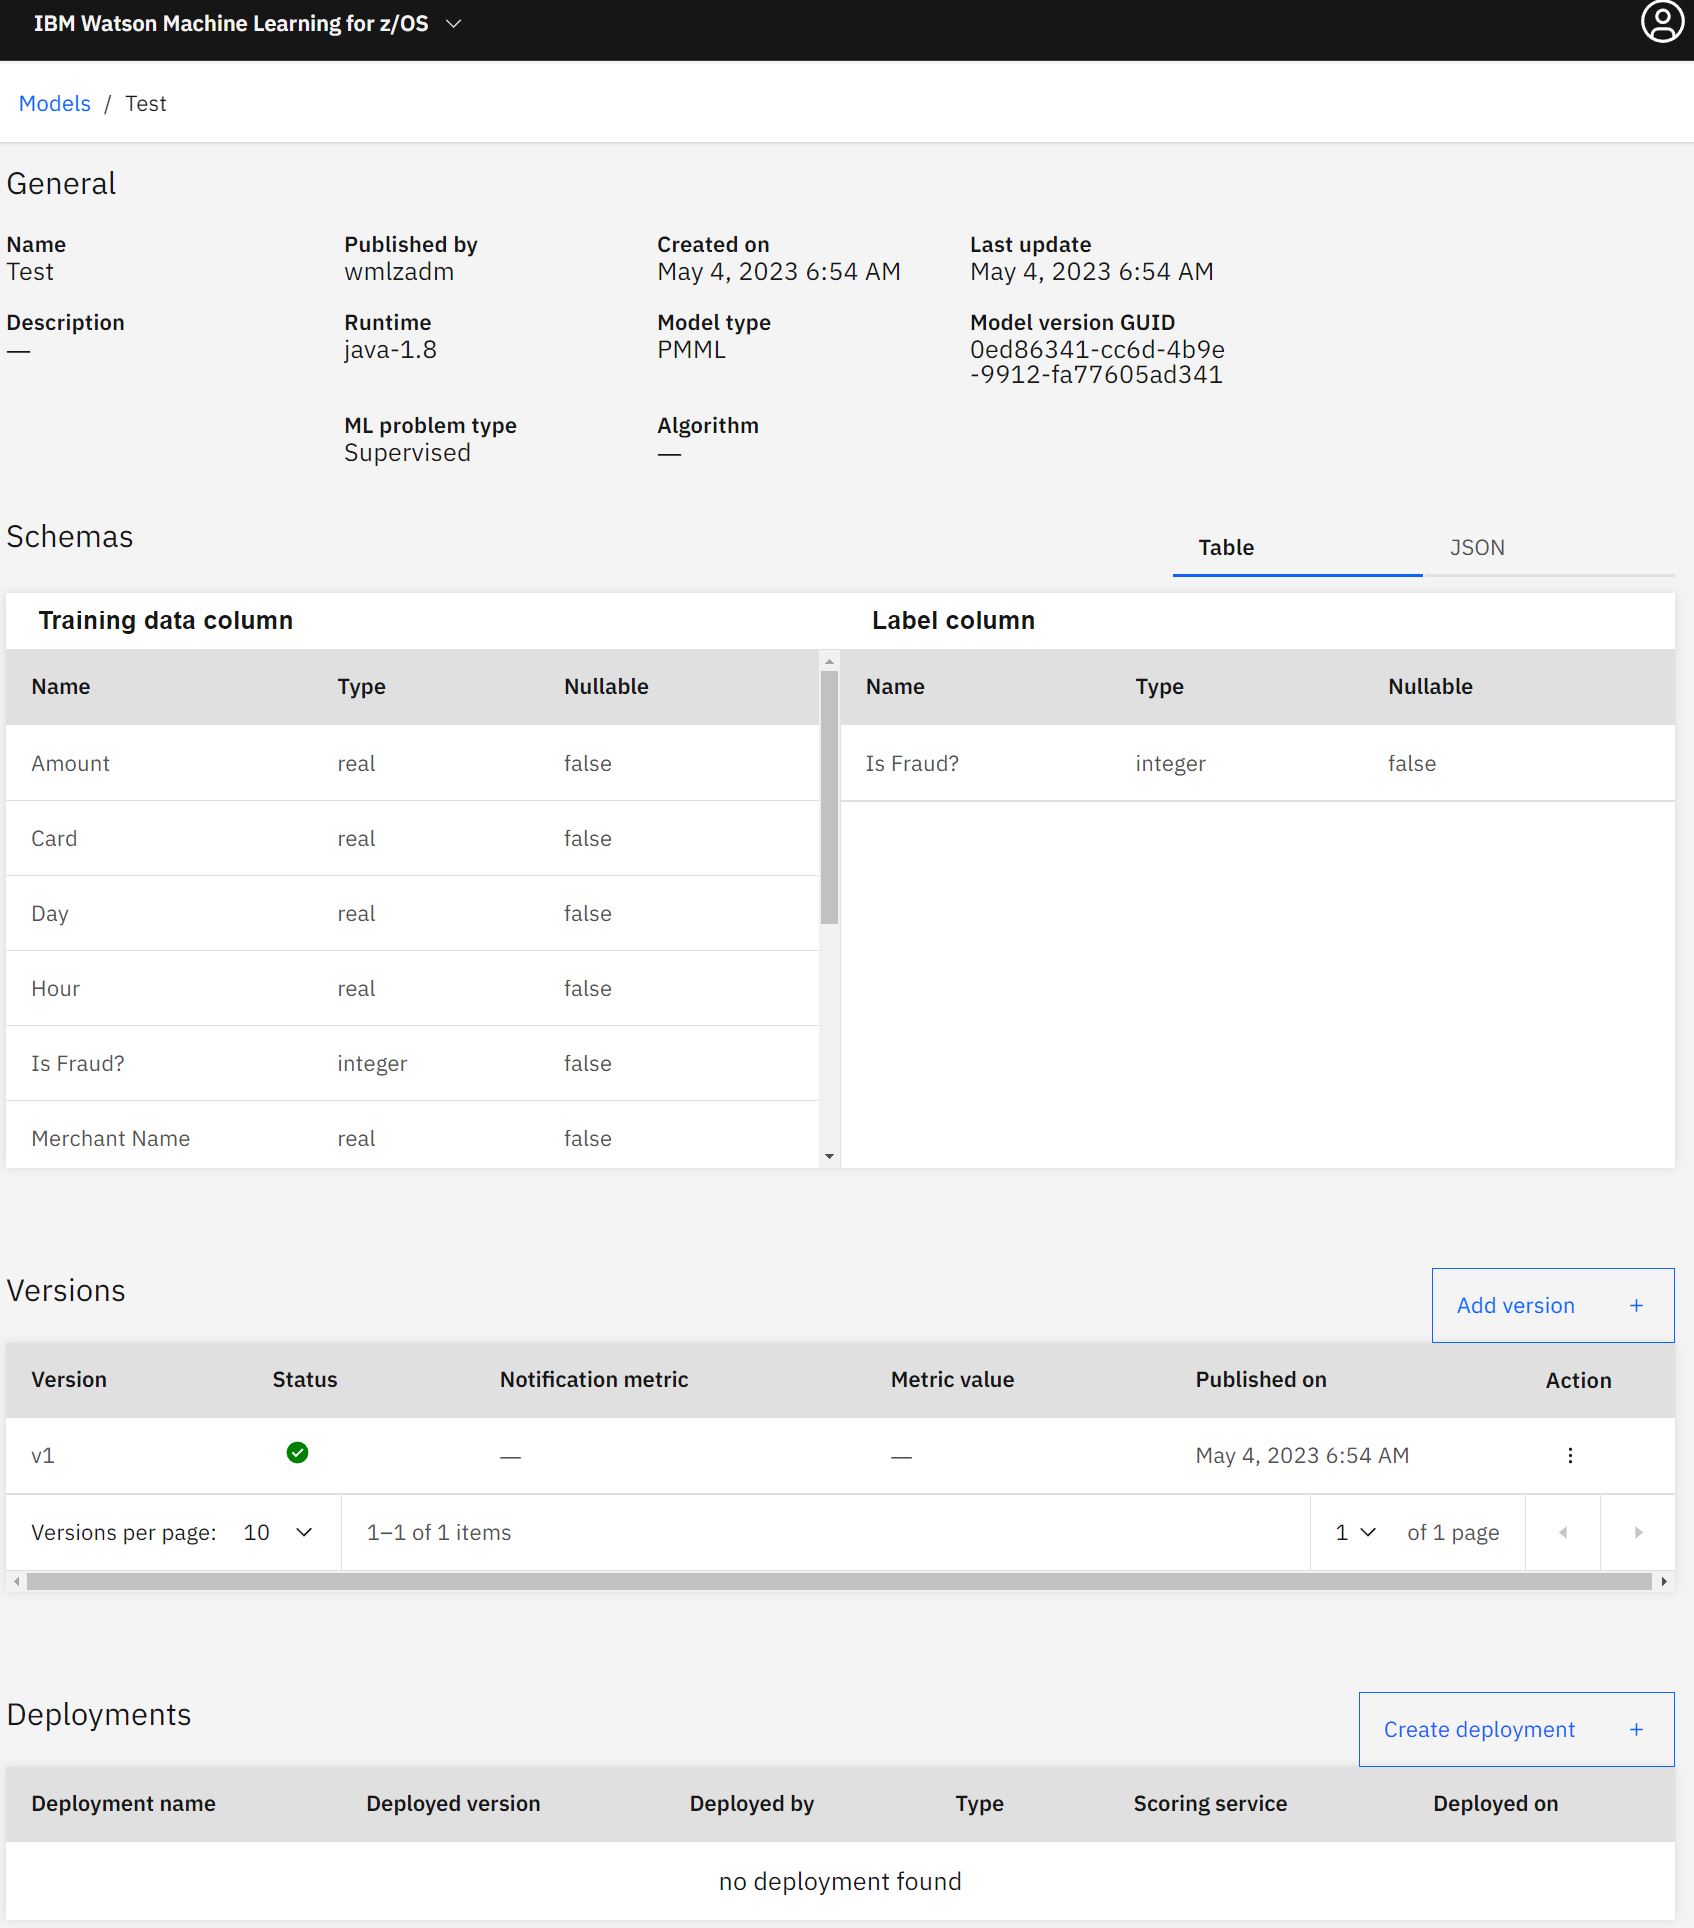 IBM Watson Machine Learning for z/OS
Models / Test
General
Name Published by Created on Last update
Test wmlzadm May 4, 2023 6:54 AM May 4, 2023 6:54 AM
Description Runtime Model type Model version GUID
— java-1.8 PMML 0ed86341-cc6d-4b9e
-9912-fa77605ad341
ML problem type Algorithm
Supervised —
Schemas Table JSON
Training data column Label column
Name Type Nullable Name Type Nullable
Amount real false Is Fraud? integer false
Card real false
Day real false
Hour real false
Is Fraud? integer false
Merchant Name real false
Versions Add version +
Version Status Notification metric Metric value Published on Action
v1 — — May 4, 2023 6:54 AM
Versions per page: 10 1–1 of 1 items 1 of 1 page
Deployments Create deployment +
Deployment name Deployed version Deployed by Type Scoring service Deployed on
no deployment found